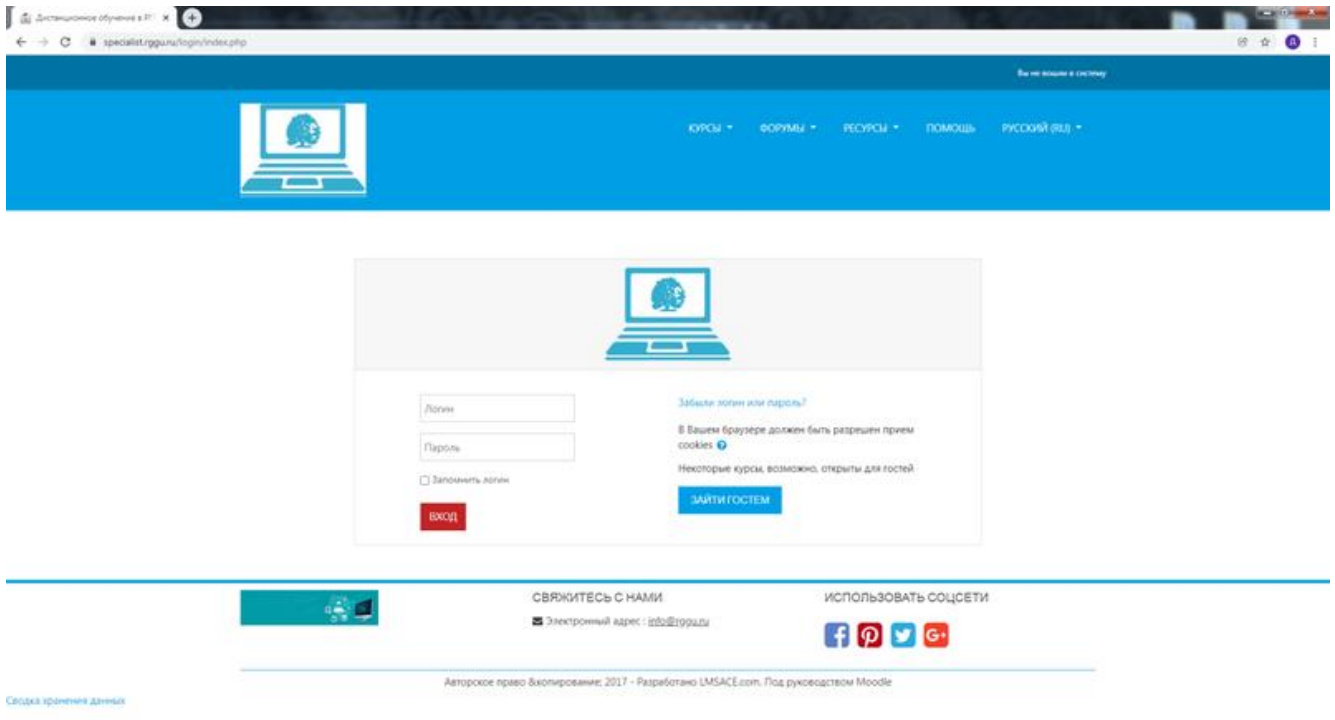 Дистанционное обучение в РГ
specialist.rggu.ru/login/index.php
Вы не вошли в систему
КУРСЫ
ФОРУМЫ
РЕСУРСЫ
ПОМОЩЬ
РУССКИЙ (RU)
Логин
Пароль
Запомнить логин
ВХОД
Забыли логин или пароль?
В Вашем браузере должен быть разрешен прием
cookies
Некоторые курсы, возможно, открыты для гостей
ЗАЙТИ ГОСТЕМ
СВЯЖИТЕСЬ С НАМИ
Электронный адрес : info@rggu.ru
ИСПОЛЬЗОВАТЬ СОЦСЕТИ
Авторское право &копирование; 2017 - Разработано LMSACE.com. Под руководством Moodle
Сводка хранения данных